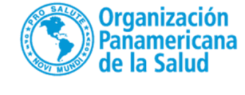 PRO SALUTE
NOVI MUNDI
Organización
Panamericana
de la Salud